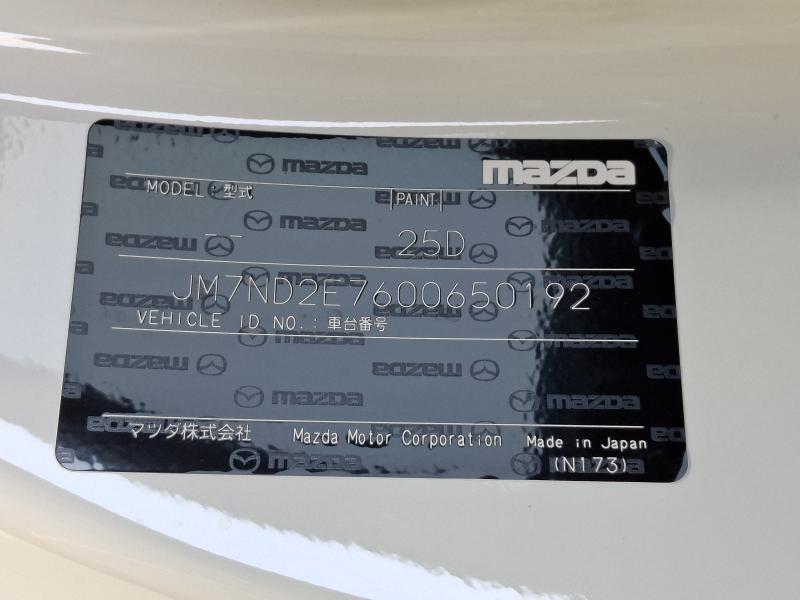 mazda
MODEL:型式 PAINT
-- 25D
JM7ND2E7600650192
VEHICLE ID NO.:車台番号
マツダ株式会社 Mazda Motor Corporation Made in Japan
(N173)